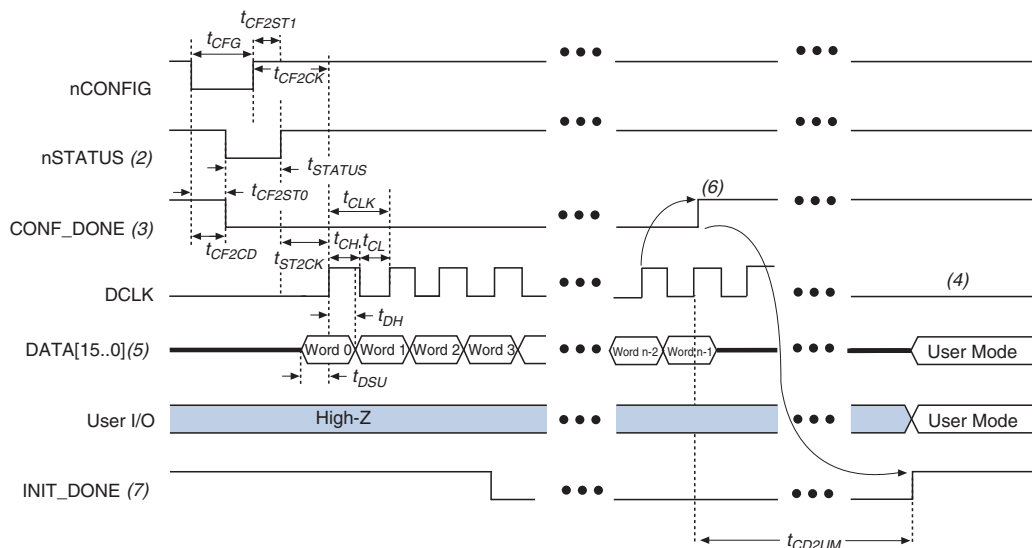 tCF2ST1
tCFG
tCF2CK
nCONFIG
nSTATUS (2)
tSTATUS
tCF2ST0
tCLK
(6)
CONF_DONE (3)
tCF2CD
tST2CK
tCH
tCL
DCLK
(4)
tDH
DATA[15..0](5)
Word 0
Word 1
Word 2
Word 3
Word n-2
Word n-1
User Mode
tDSU
User I/O
High-Z
User Mode
INIT_DONE (7)
tCD2UM